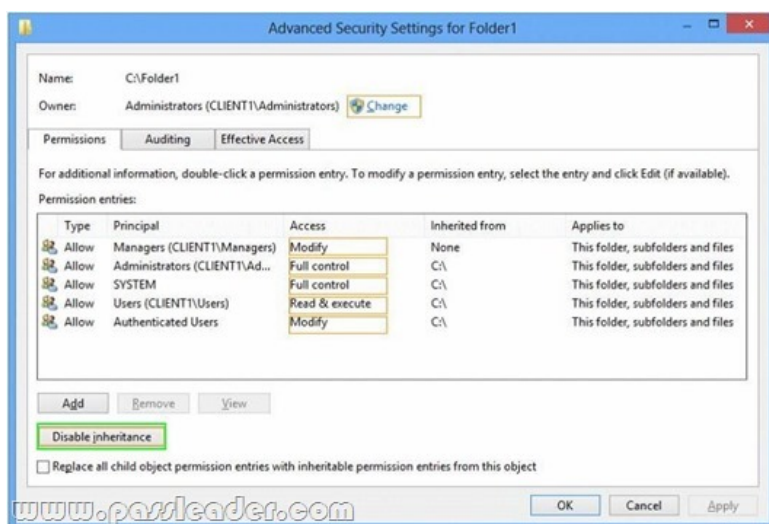 Advanced Security Settings for Folder1
Name: C:\Folder1
Owner: Administrators (CLIENT1\Administrators) Change
Permissions Auditing Effective Access
For additional information, double-click a permission entry. To modify a permission entry, select the entry and click Edit (if available).
Permission entries:
Type Principal Access Inherited from Applies to
Allow Managers (CLIENT1\Managers) Modify None This folder, subfolders and files
Allow Administrators (CLIENT1\Ad... Full control C:\ This folder, subfolders and files
Allow SYSTEM Full control C:\ This folder, subfolders and files
Allow Users (CLIENT1\Users) Read & execute C:\ This folder, subfolders and files
Allow Authenticated Users Modify C:\ This folder, subfolders and files
Add Remove View
Disable inheritance
Replace all child object permission entries with inheritable permission entries from this object
www.passleader.com
OK Cancel Apply